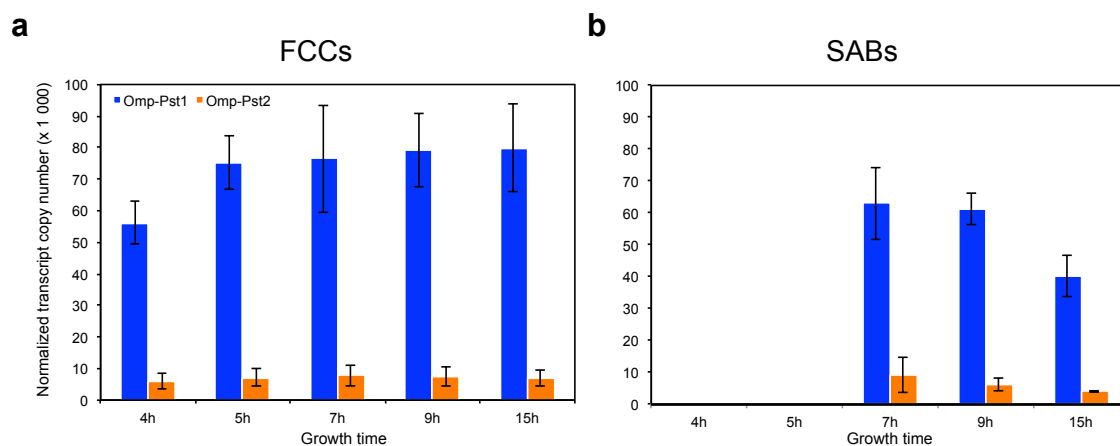 a
FCCs
Normalized transcript copy number (x 1 000)
Omp-Pst1 Omp-Pst2
100
90
80
70
60
50
40
30
20
10
0
4h 5h 7h 9h 15h
Growth time
b
SABs
100
90
80
70
60
50
40
30
20
10
0
4h 5h 7h 9h 15h
Growth time